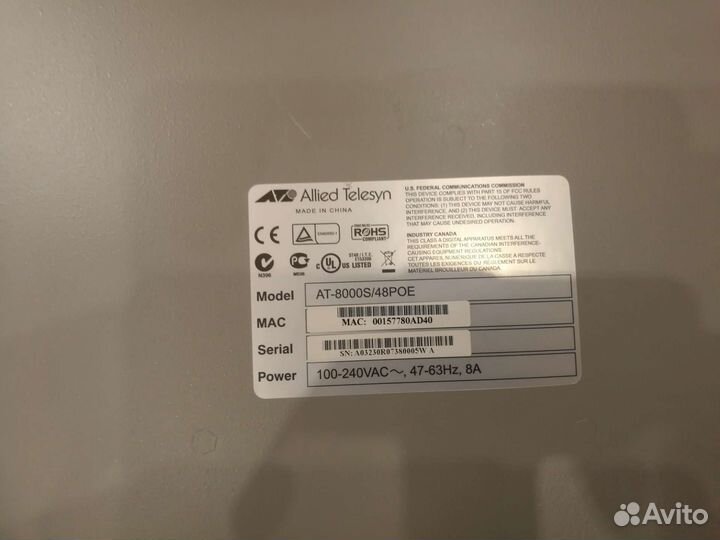 Allied Telesyn
MADE IN CHINA
RoHS
COMPLIANT
N396
ME06
c UL US LISTED
U.S. FEDERAL COMMUNICATIONS COMMISSION
THIS DEVICE COMPLIES WITH PART 15 OF FCC RULES
OPERATION IS SUBJECT TO THE FOLLOWING TWO
CONDITIONS: (1) THIS DEVICE MAY NOT CAUSE HARMFUL
INTERFERENCE, AND (2) THIS DEVICE MUST ACCEPT ANY
INTERFERENCE RECEIVED, INCLUDING INTERFERENCE
THAT MAY CAUSE UNDESIRED OPERATION.
INDUSTRY CANADA
THIS CLASS A DIGITAL APPARATUS MEETS ALL THE
REQUIREMENTS OF THE CANADIAN INTERFERENCE-
CAUSING EQUIPMENT REGULATIONS
CET APPAREIL NUMERIQUE DE LA CLASSE A RESPECTE
TOUTES LES EXIGENCES DU REGLEMENT SUR LE
MATERIEL BROUILLEUR DU CANADA.
Model AT-8000S/48POE
MAC MAC: 00157780AD40
Serial SN: A03230R07380005W A
Power 100-240VAC~, 47-63Hz, 8A
Avito